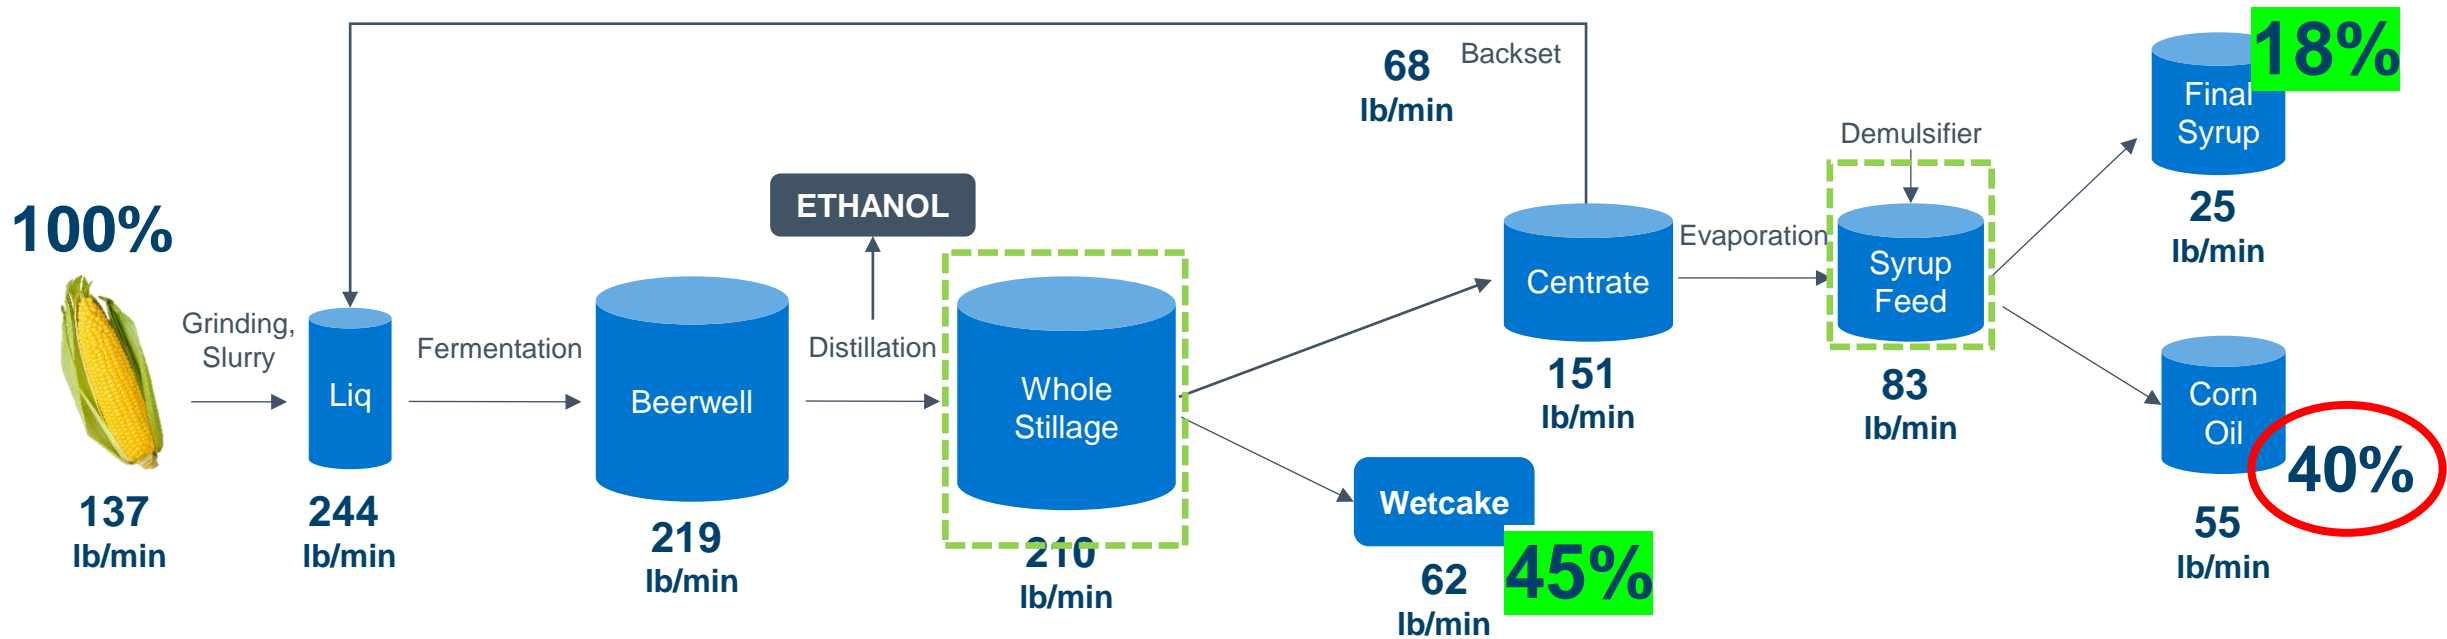 68
lb/min
Backset
18%
Final
Syrup
25
lb/min
Demulsifier
100%
ETHANOL
Grinding,
Slurry
Liq
Fermentation
Beerwell
Distillation
Whole
Stillage
Centrate
Evaporation
Syrup
Feed
151
lb/min
83
lb/min
Corn
Oil
40%
55
lb/min
137
lb/min
244
lb/min
219
lb/min
210
lb/min
Wetcake
62
lb/min
45%